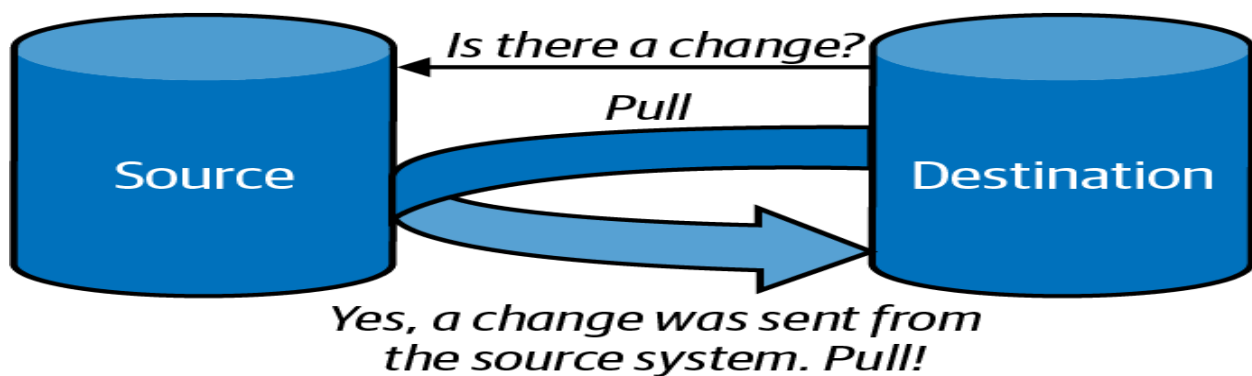 Is there a change?
Pull
Source
Destination
Yes, a change was sent from
the source system. Pull!